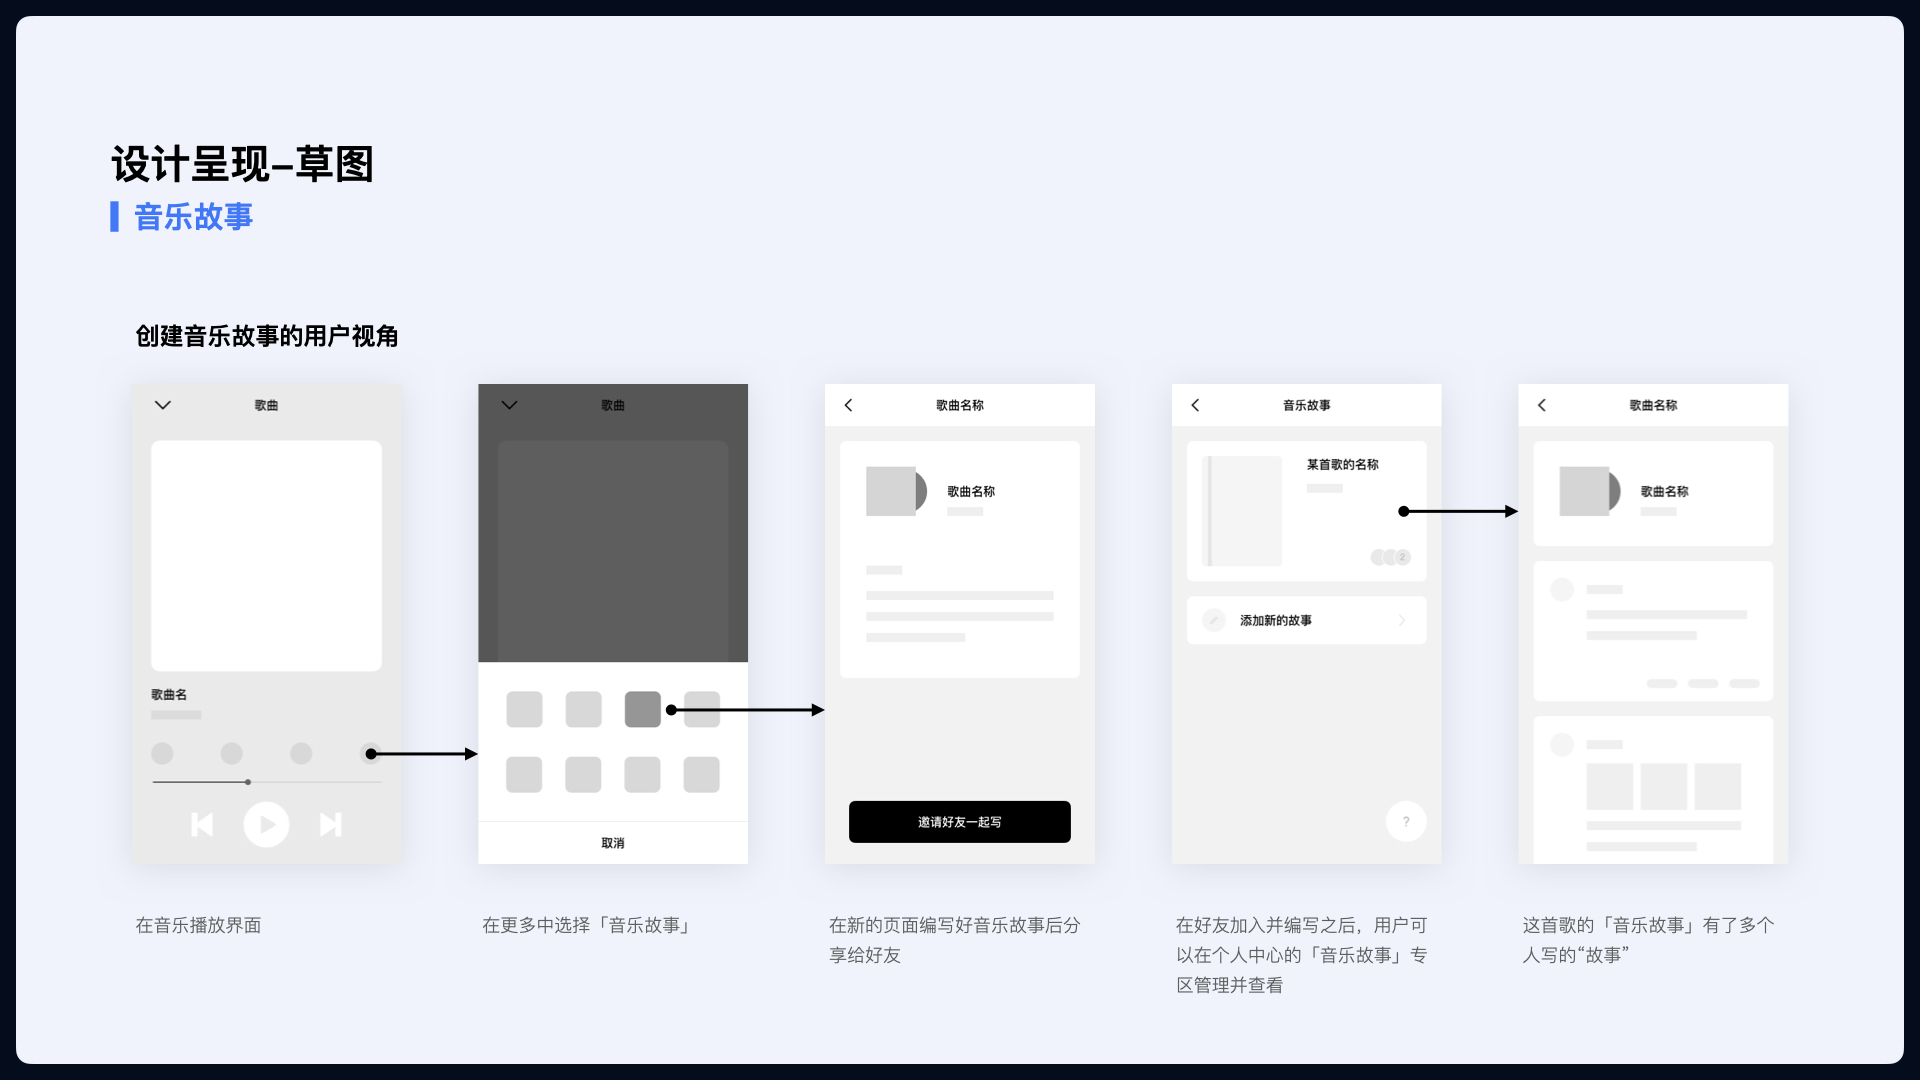 设计呈现–草图
音乐故事
创建音乐故事的用户视角
歌曲
歌曲名
在音乐播放界面
歌曲
取消
在更多中选择「音乐故事」
歌曲名称
歌曲名称
邀请好友一起写
在新的页面编写好音乐故事后分
享给好友
音乐故事
某首歌的名称
2
添加新的故事
?
在好友加入并编写之后，用户可
以在个人中心的「音乐故事」专
区管理并查看
歌曲名称
歌曲名称
这首歌的「音乐故事」有了多个
人写的“故事”